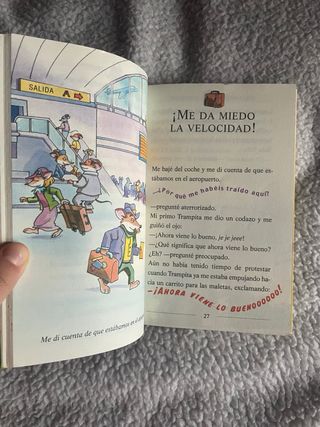 SALIDA A
Me di cuenta de que estábamos en el
¡ME DA MIEDO
LA VELOCIDAD!
Me bajé del coche y me di cuenta de que es-
tábamos en el aeropuerto.
—¿Por qué me habéis traído aquí?
—pregunté aterrorizado.
Mi primo Trampita me dio un codazo y me
guiñó el ojo:
—¡Ahora viene lo bueno, je je jeee!
—¿Qué significa que ahora viene lo bueno?
¿Eh? —pregunté preocupado.
Aún no había tenido tiempo de protestar
cuando Trampita ya me estaba empujando ha-
cia un carrito para las maletas, exclamando:
—¡AHORA VIENE LO BUENOOOOOO!
27